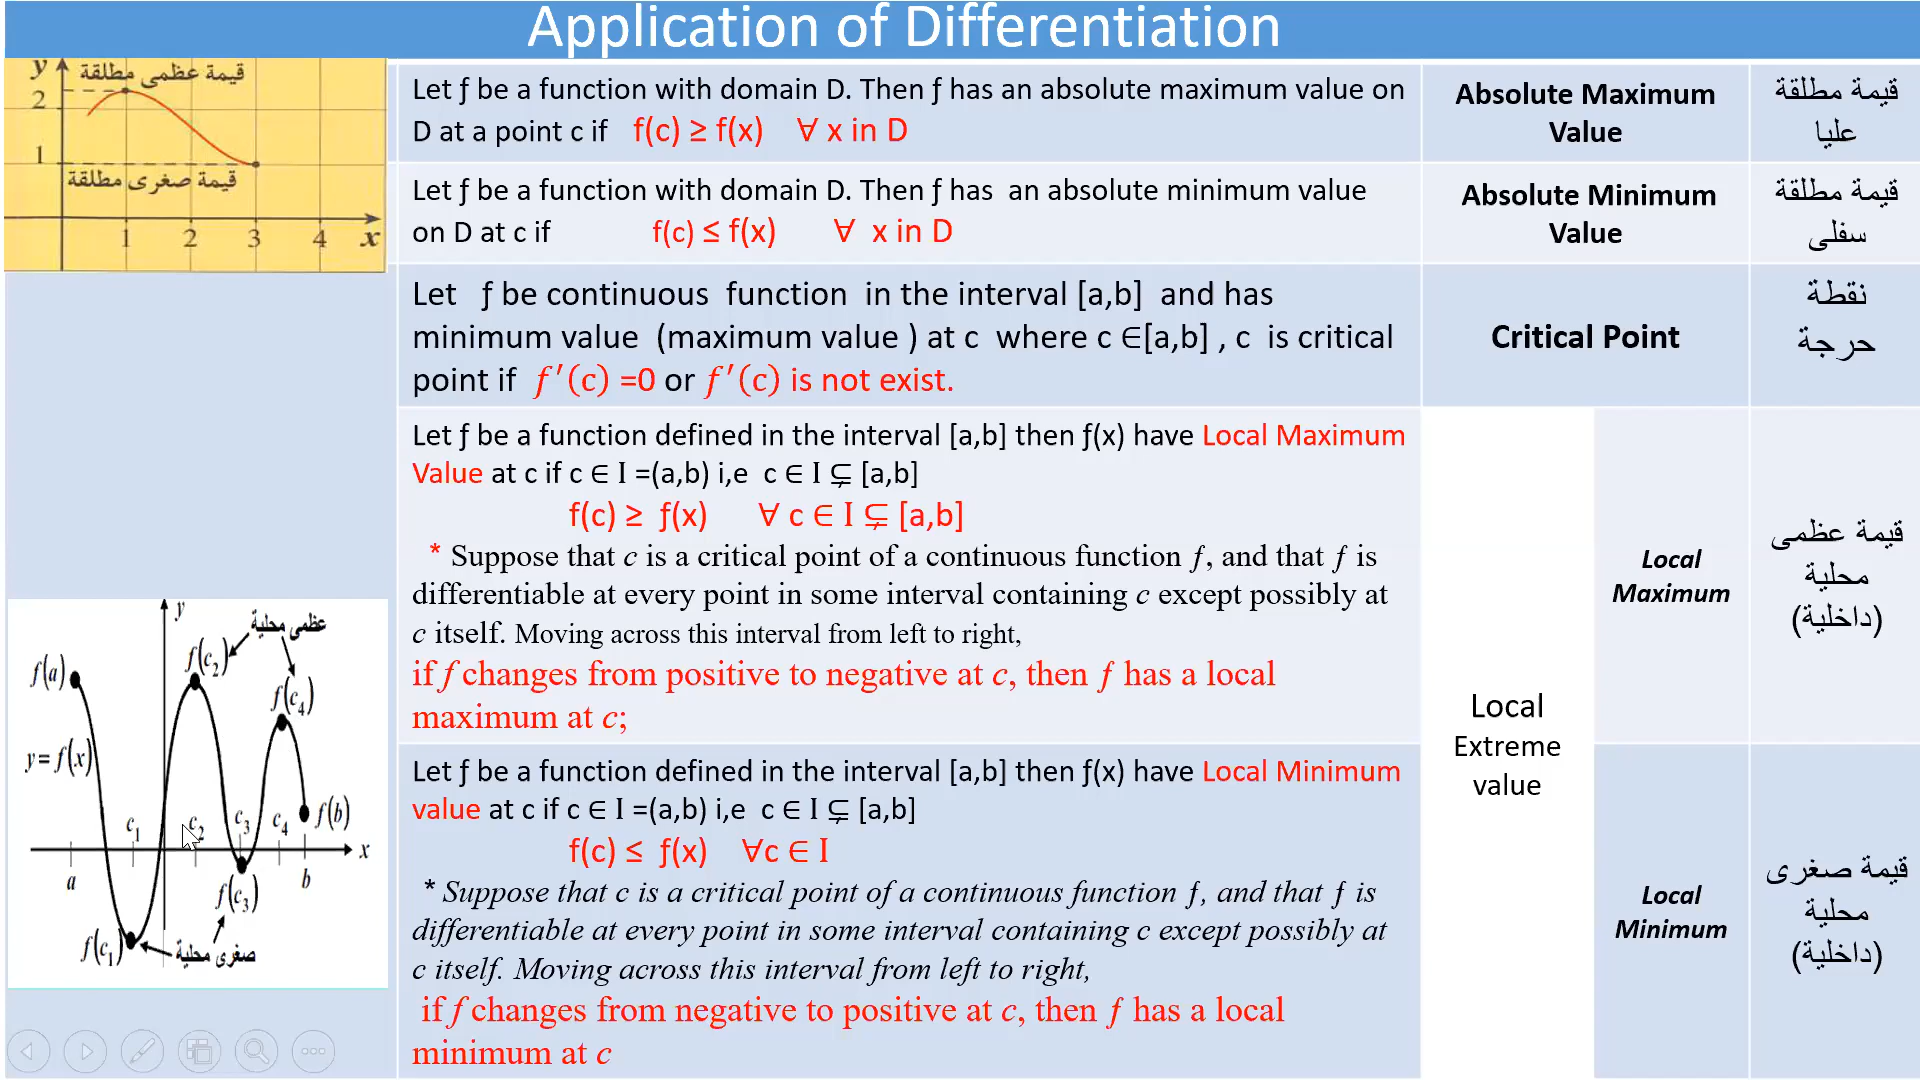 Application of Differentiation
y
قيمة عظمى مطلقة
2
1
قيمة صغرى مطلقة
1 2 3 4 x
Let ƒ be a function with domain D. Then ƒ has an absolute maximum value on
D at a point c if f(c) ≥ f(x) ∀ x in D
Absolute Maximum
Value
قيمة مطلقة
عليا
Let ƒ be a function with domain D. Then ƒ has an absolute minimum value
on D at c if f(c) ≤ f(x) ∀ x in D
Absolute Minimum
Value
قيمة مطلقة
سفلى
Let ƒ be continuous function in the interval [a,b] and has
minimum value (maximum value ) at c where c ∈[a,b] , c is critical
point if f′(c) =0 or f′(c) is not exist.
Critical Point
نقطة
حرجة
Let ƒ be a function defined in the interval [a,b] then ƒ(x) have Local Maximum
Value at c if c ∈ I =(a,b) i,e c ∈ I ⊊ [a,b]
f(c) ≥ ƒ(x) ∀ c ∈ I ⊊ [a,b]
* Suppose that c is a critical point of a continuous function ƒ, and that ƒ is
differentiable at every point in some interval containing c except possibly at
c itself. Moving across this interval from left to right,
if f changes from positive to negative at c, then ƒ has a local
maximum at c;
Local
Extreme
value
Local
Maximum
قيمة عظمى
محلية
(داخلية)
Let ƒ be a function defined in the interval [a,b] then ƒ(x) have Local Minimum
value at c if c ∈ I =(a,b) i,e c ∈ I ⊊ [a,b]
f(c) ≤ ƒ(x) ∀c ∈ I
* Suppose that c is a critical point of a continuous function ƒ, and that ƒ is
differentiable at every point in some interval containing c except possibly at
c itself. Moving across this interval from left to right,
if f changes from negative to positive at c, then ƒ has a local
minimum at c
Local
Minimum
قيمة صغرى
محلية
(داخلية)
y
عظمى محلية
f(a)
f(c₂)
f(c₄)
y = f(x)
c₁ c₂ c₃ c₄
f(b)
x
a
b
f(c₃)
f(c₁)
صغرى محلية